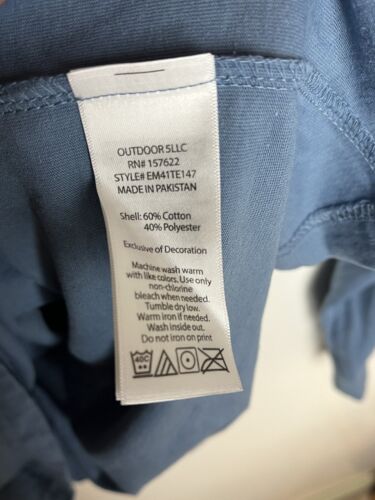 OUTDOOR 5LLC
RN# 157622
STYLE# EM41TE147
MADE IN PAKISTAN
Shell: 60% Cotton
40% Polyester
Exclusive of Decoration
Machine wash warm
with like colors. Use only
non-chlorine
bleach when needed.
Tumble dry low.
Warm iron if needed.
Wash inside out.
Do not iron on print
40C